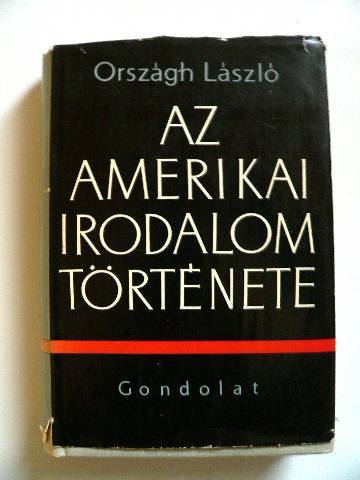 Országh László
AZ
AMERIKAI
IRODALOM
TÖRTÉNETE
Gondolat